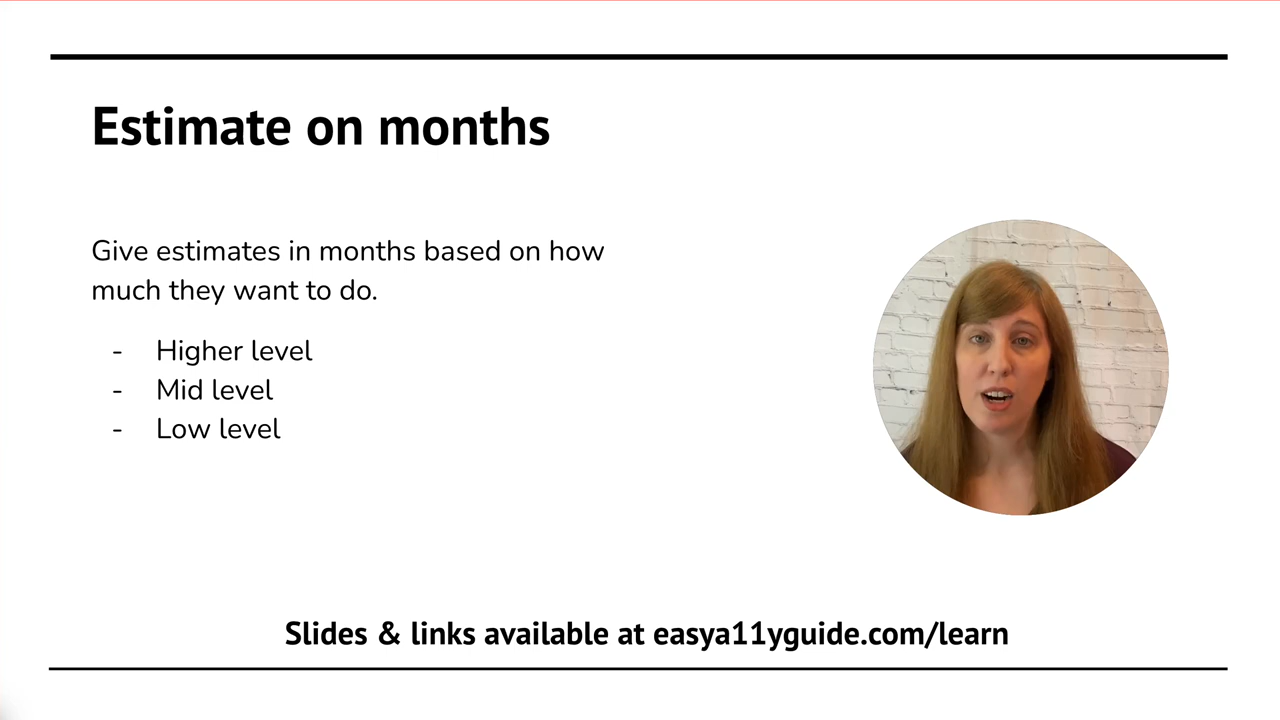 Estimate on months
Give estimates in months based on how
much they want to do.
- Higher level
- Mid level
- Low level
Slides & links available at easya11yguide.com/learn